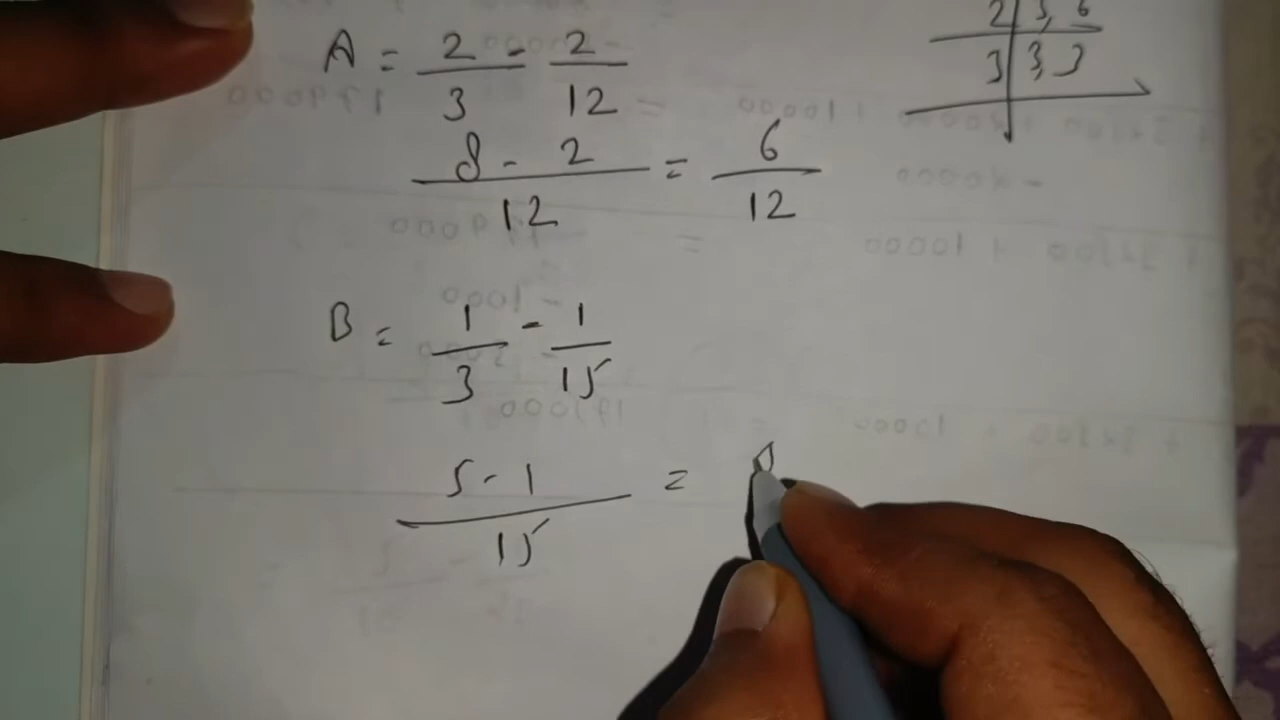 A = 2/3 - 2/12
8 - 2/12 = 6/12
B = 1/3 - 1/15
5 - 1/15 =
2 | 3, 6
3 | 3, 3